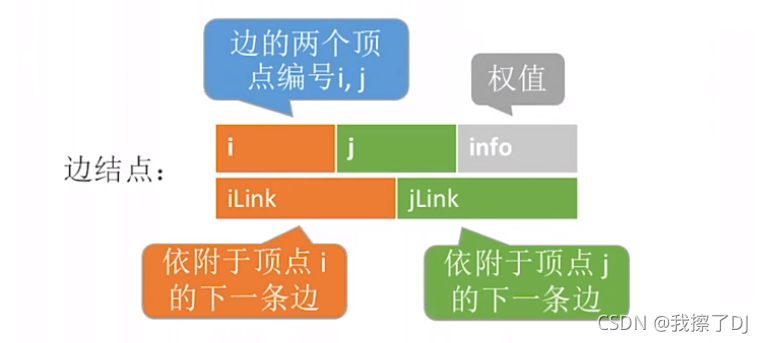 边的两个顶
点编号i, j
权值
边结点：
i
j
info
iLink
jLink
依附于顶点 i
的下一条边
依附于顶点 j
的下一条边
CSDN @我擦了DJ